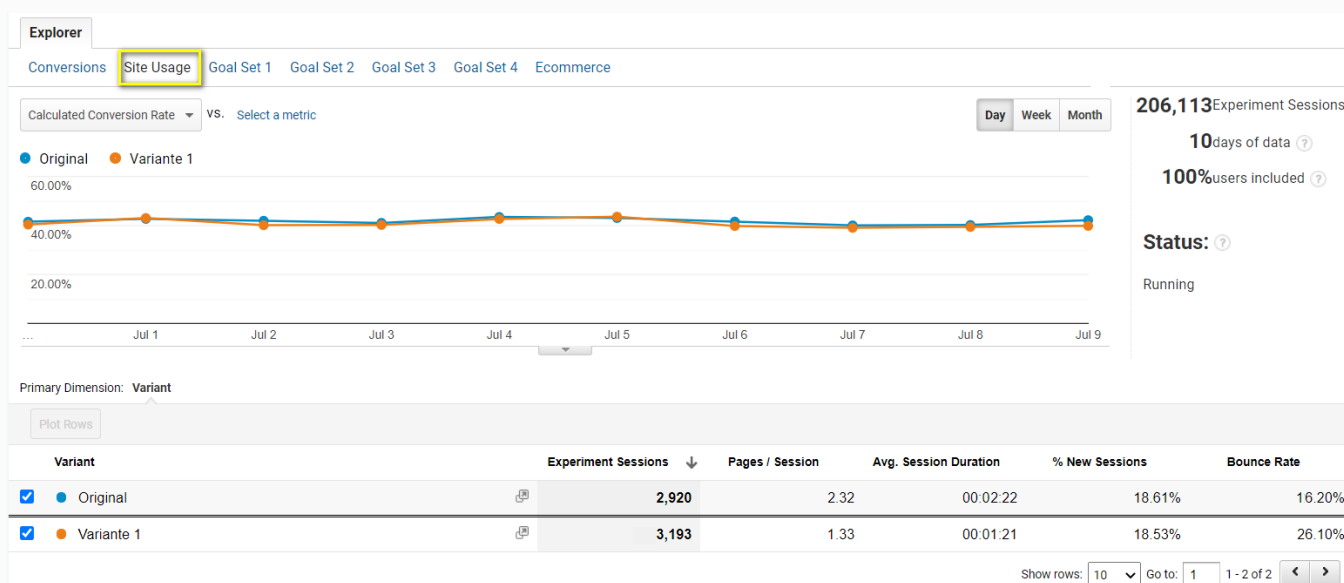 Explorer
Conversions Site Usage Goal Set 1 Goal Set 2 Goal Set 3 Goal Set 4 Ecommerce
Calculated Conversion Rate VS. Select a metric Day Week Month
206,113 Experiment Sessions
10 days of data ?
100% users included ?
Status: ?
Running
Original Variante 1
60.00%
40.00%
20.00%
... Jul 1 Jul 2 Jul 3 Jul 4 Jul 5 Jul 6 Jul 7 Jul 8 Jul 9
Primary Dimension: Variant
Plot Rows
Variant Experiment Sessions Pages / Session Avg. Session Duration % New Sessions Bounce Rate
Original 2,920 2.32 00:02:22 18.61% 16.20%
Variante 1 3,193 1.33 00:01:21 18.53% 26.10%
Show rows: 10 Go to: 1 1 - 2 of 2